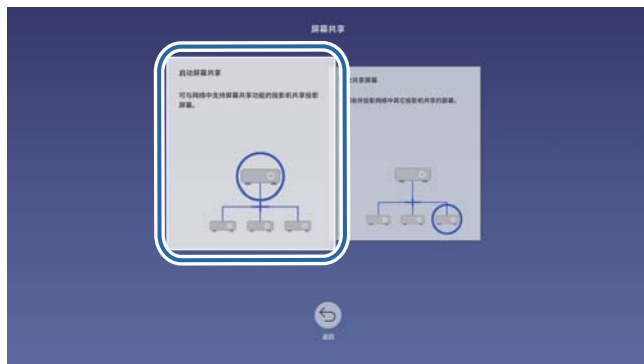 屏幕共享
启动屏幕共享
可与网络中支持屏幕共享功能的投影机共享投影
屏幕。
共享屏幕
并投影网络中其它投影机共享的屏幕。
返回